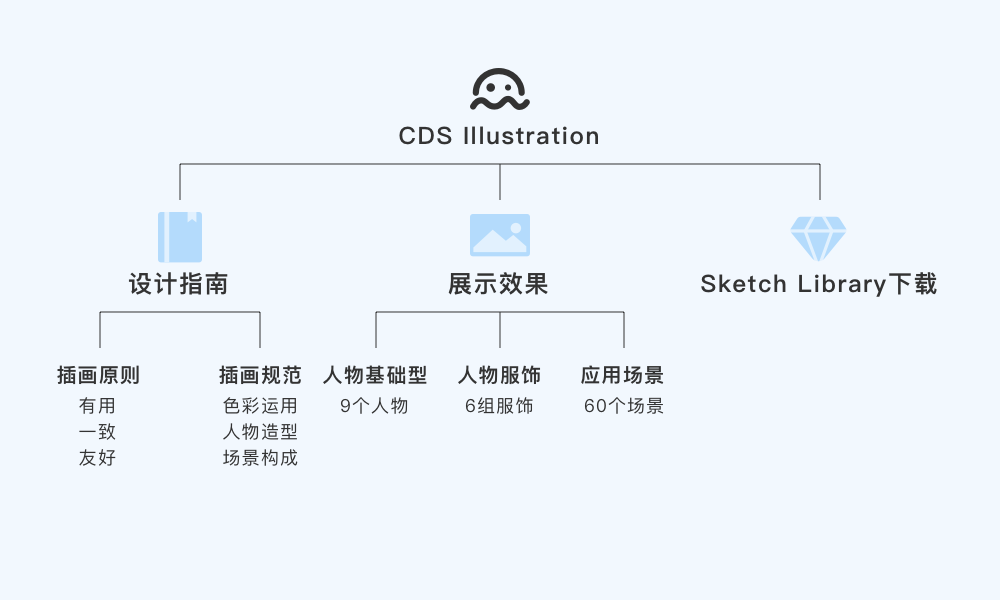 CDS Illustration
设计指南
展示效果
Sketch Library下载
插画原则
有用
一致
友好
插画规范
色彩运用
人物造型
场景构成
人物基础型
9个人物
人物服饰
6组服饰
应用场景
60个场景